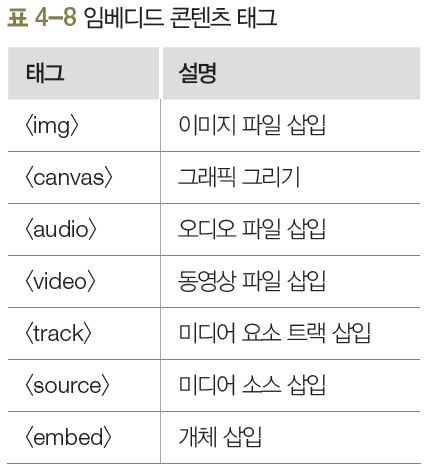 표 4-8 임베디드 콘텐츠 태그
태그 설명
〈img〉 이미지 파일 삽입
〈canvas〉 그래픽 그리기
〈audio〉 오디오 파일 삽입
〈video〉 동영상 파일 삽입
〈track〉 미디어 요소 트랙 삽입
〈source〉 미디어 소스 삽입
〈embed〉 개체 삽입